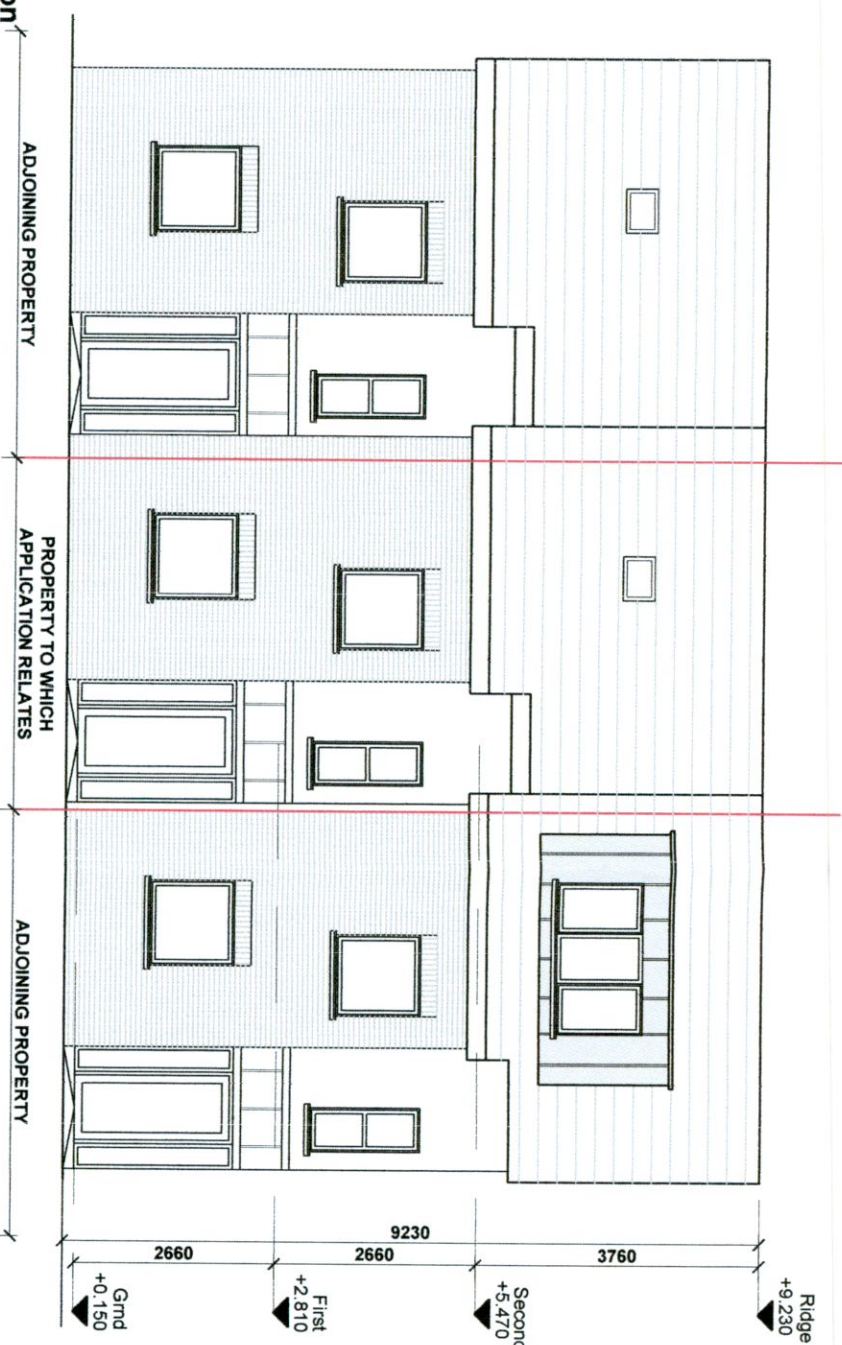 Ridge
+9.230
3760
9230
Second
+5.470
2660
First
+2.810
2660
Grnd
+0.150
ADJOINING PROPERTY
PROPERTY TO WHICH
APPLICATION RELATES
ADJOINING PROPERTY